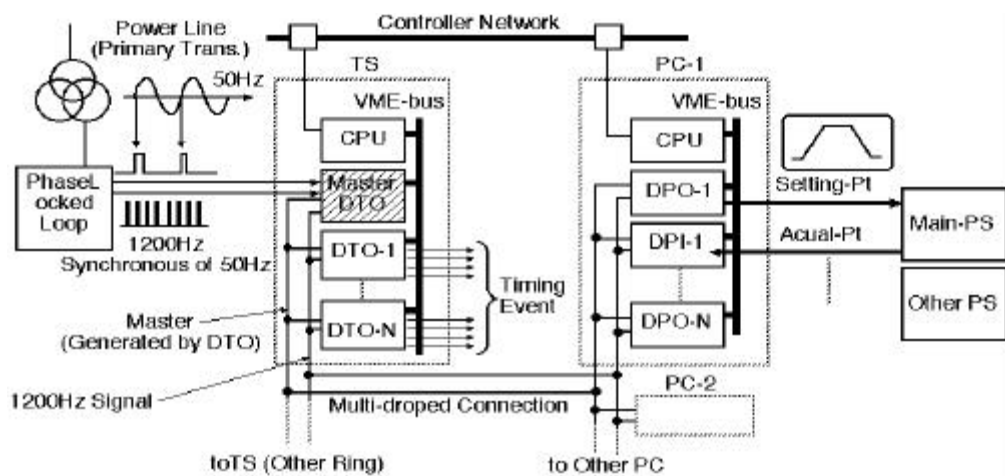 Controller Network
Power Line
(Primary Trans.)
50Hz
TS
PC-1
VME-bus
VME-bus
CPU
CPU
PhaseL
ocked
Loop
Master
DTO
DPO-1
Setting-Pt
Main-PS
1200Hz
Synchronous of 50Hz
DTO-1
DPI-1
Acual-Pt
Timing
Event
Other PS
Master
(Generated by DTO)
DTO-N
DPO-N
1200Hz Signal
Multi-droped Connection
PC-2
toTS (Other Ring)
to Other PC